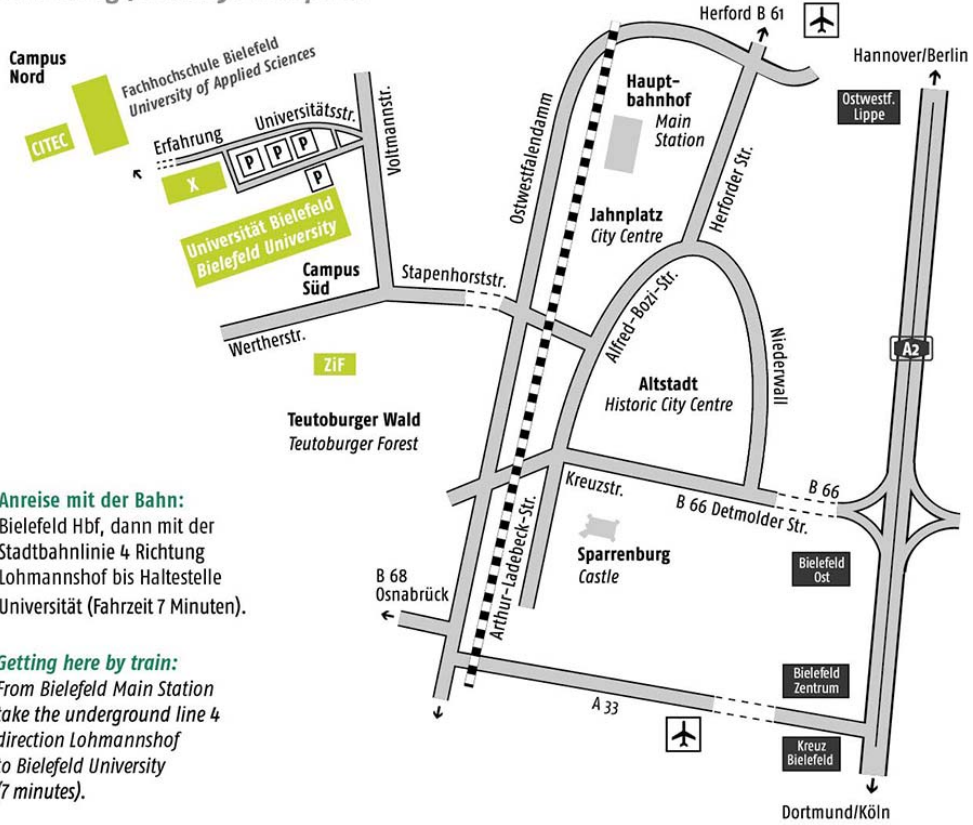 Herford B 61
Hannover/Berlin
Campus
Nord
Fachhochschule Bielefeld
University of Applied Sciences
CITEC
Erfahrung
Universitätsstr.
Voltmannstr.
P
P
P
P
X
Universität Bielefeld
Bielefeld University
Campus
Süd
Stapenhorststr.
Wertherstr.
ZiF
Teutoburger Wald
Teutoburger Forest
Ostwestfalendamm
Haupt-
bahnhof
Main
Station
Herforder Str.
Jahnplatz
City Centre
Alfred-Bozi-Str.
Niederwall
Altstadt
Historic City Centre
Ostwestf.
Lippe
A2
Kreuzstr.
B 66 Detmolder Str.
B 66
Sparrenburg
Castle
Arthur-Ladebeck-Str.
B 68
Osnabrück
Bielefeld
Ost
Bielefeld
Zentrum
A 33
Kreuz
Bielefeld
Dortmund/Köln
Anreise mit der Bahn:
Bielefeld Hbf, dann mit der
Stadtbahnlinie 4 Richtung
Lohmannshof bis Haltestelle
Universität (Fahrzeit 7 Minuten).
Getting here by train:
From Bielefeld Main Station
take the underground line 4
direction Lohmannshof
to Bielefeld University
(7 minutes).